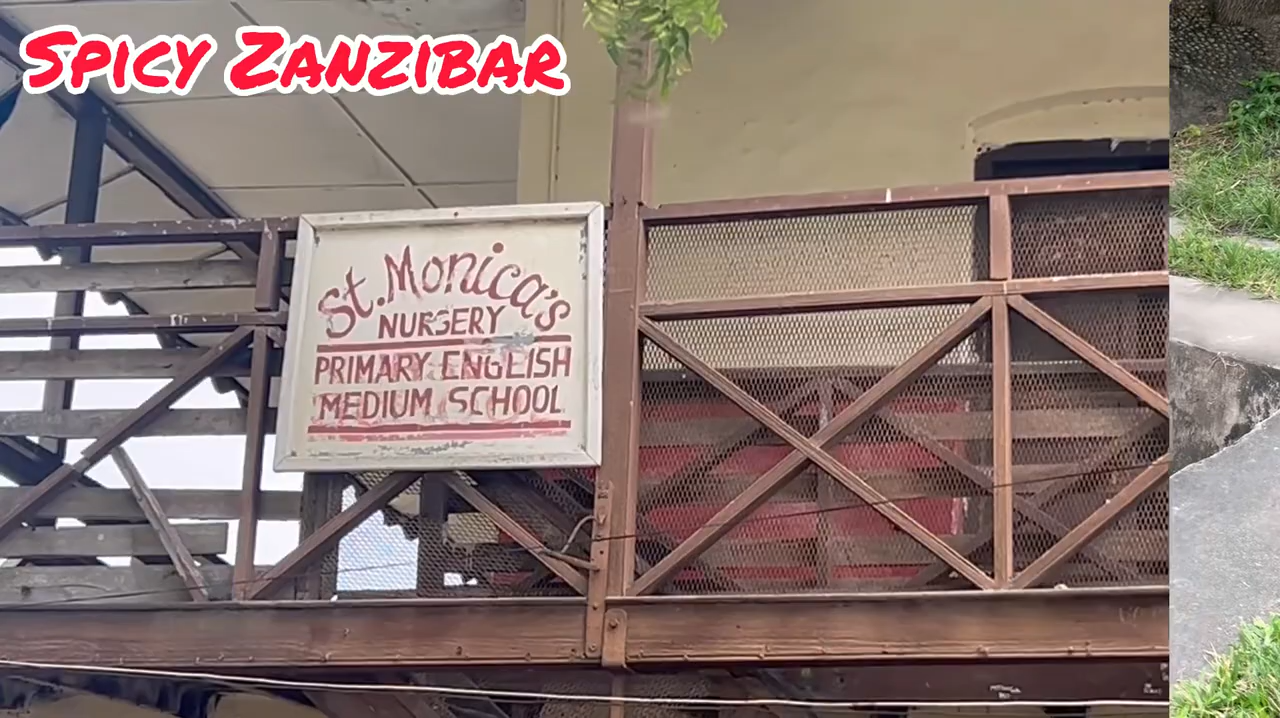 SPICY ZANZIBAR
St. Monica's
NURSERY
PRIMARY ENGLISH
MEDIUM SCHOOL